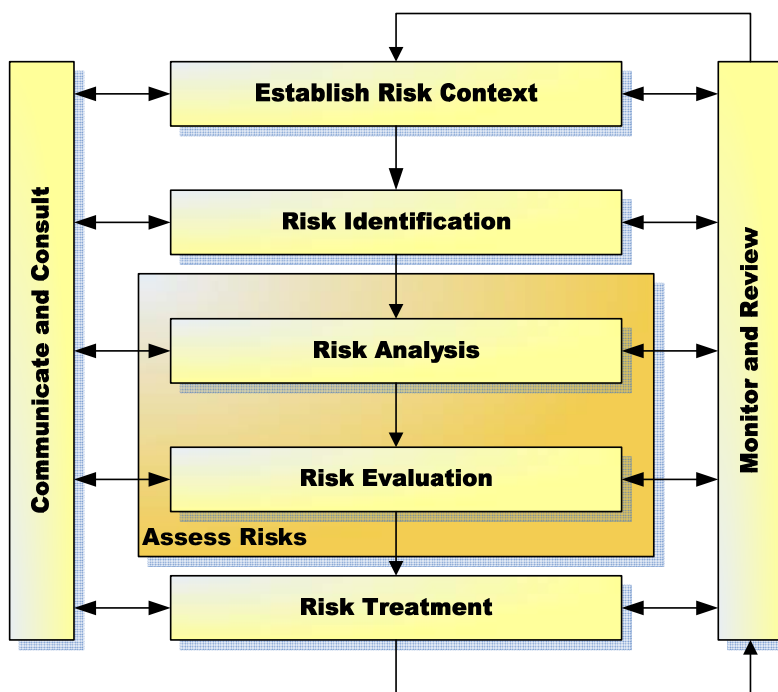 Establish Risk Context
Risk Identification
Risk Analysis
Risk Evaluation
Assess Risks
Risk Treatment
Communicate and Consult
Monitor and Review